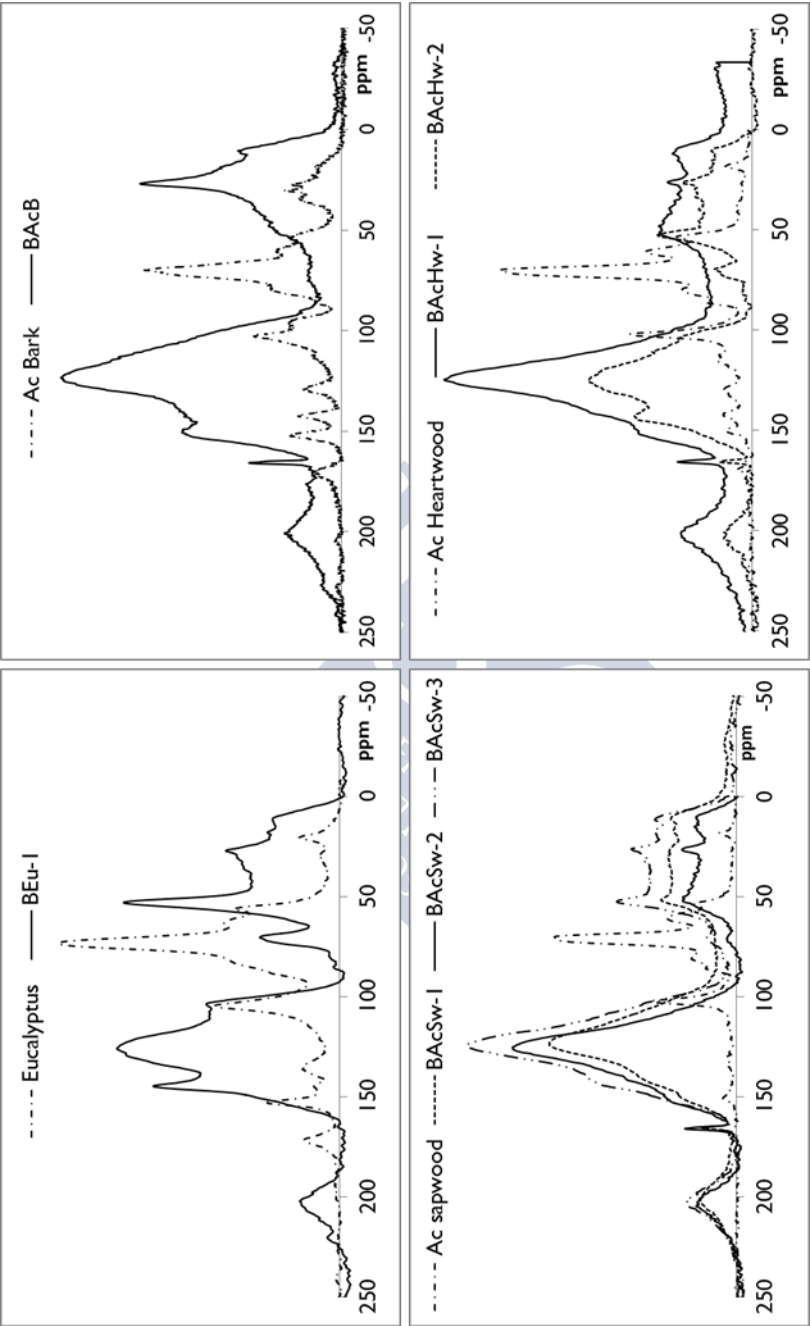 Eucalyptus BEu-1
250 200 150 100 50 0 ppm -50
Ac Bark BAcB
250 200 150 100 50 0 ppm -50
Ac sapwood BAcSw-1 BAcSw-2 BAcSw-3
250 200 150 100 50 0 ppm -50
Ac Heartwood BAcHw-1 BAcHw-2
250 200 150 100 50 0 ppm -50